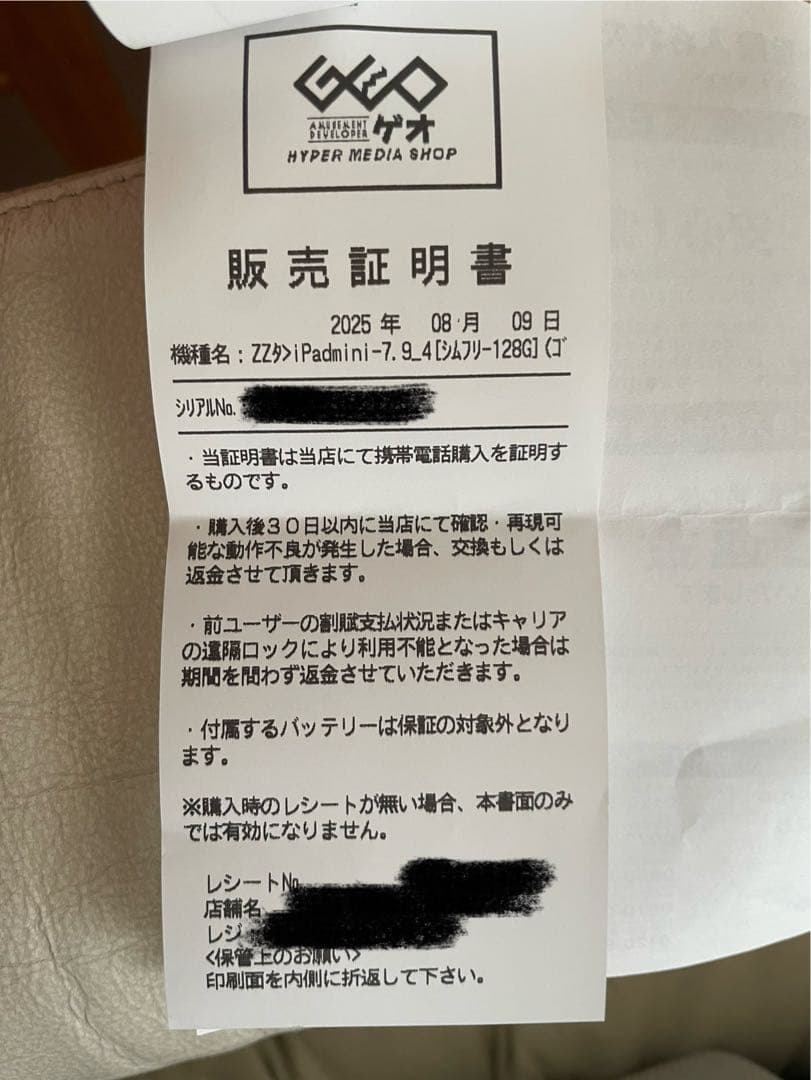 GEO
AMUSEMENT
DEVELOPER ゲオ
HYPER MEDIA SHOP
販売証明書
2025 年 08 月 09 日
機種名：ZZタ>iPadmini-7.9_4[シムフリー128G](ゴ
シリアルNo.
・当証明書は当店にて携帯電話購入を証明す
るものです。
・購入後３０日以内に当店にて確認・再現可
能な動作不良が発生した場合、交換もしくは
返金させて頂きます。
・前ユーザーの割賦支払状況またはキャリア
の遠隔ロックにより利用不能となった場合は
期間を問わず返金させていただきます。
・付属するバッテリーは保証の対象外となり
ます。
※購入時のレシートが無い場合、本書面のみ
では有効になりません。
レシート№
店舗名
レジ
<保管上のお願い>
印刷面を内側に折返して下さい。